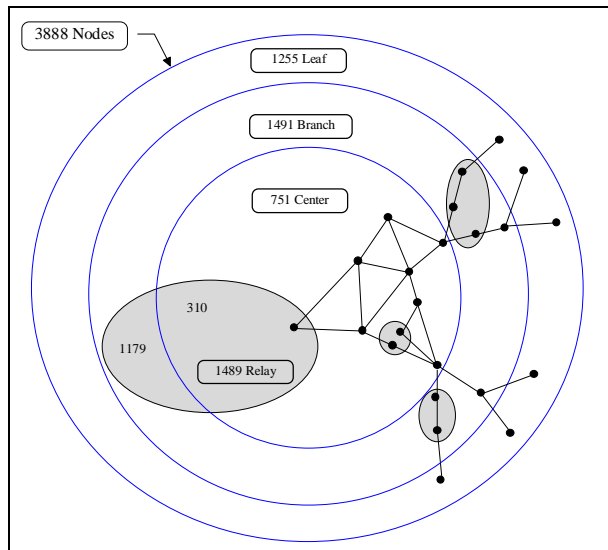 3888 Nodes
1255 Leaf
1491 Branch
751 Center
310
1179
1489 Relay